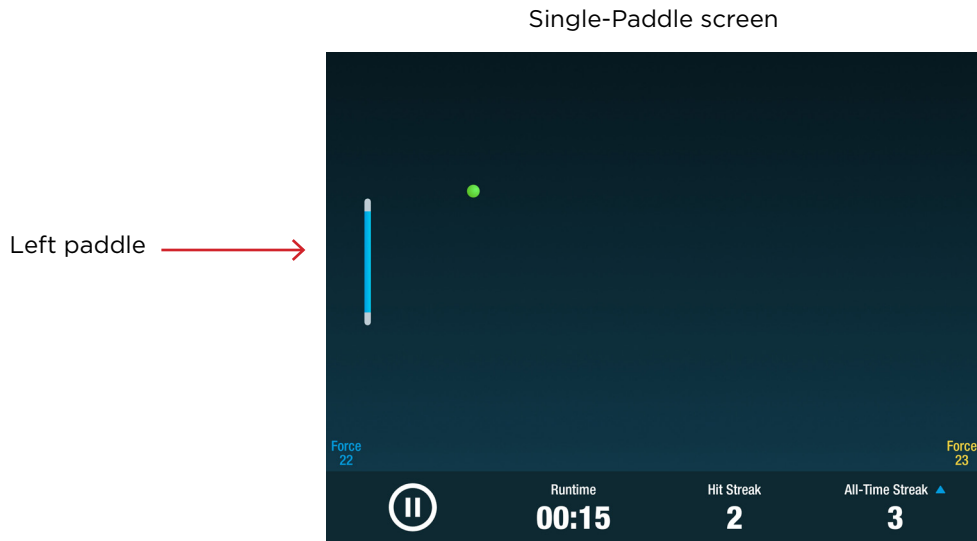 Single-Paddle screen
Left paddle
Force
22
Force
23
Runtime
00:15
Hit Streak
2
All-Time Streak
3